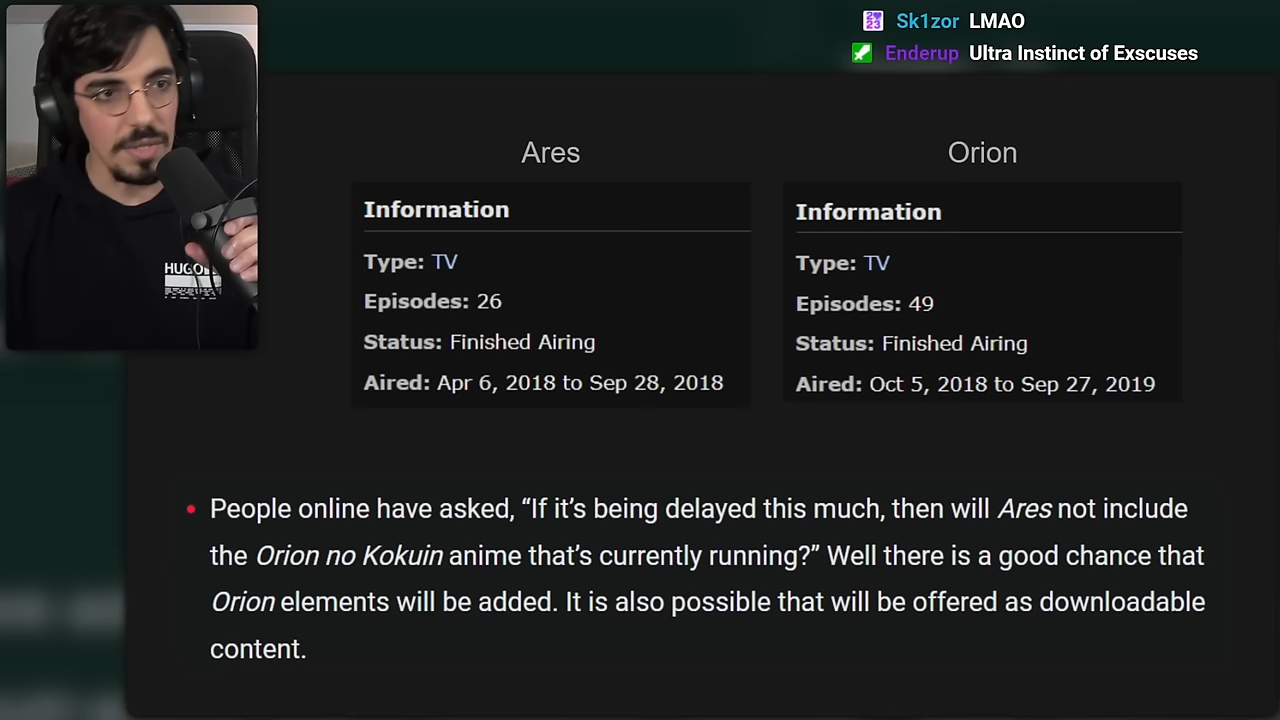 Sk1zor LMAO
Enderup Ultra Instinct of Exscuses
Ares
Information
Type: TV
Episodes: 26
Status: Finished Airing
Aired: Apr 6, 2018 to Sep 28, 2018
Orion
Information
Type: TV
Episodes: 49
Status: Finished Airing
Aired: Oct 5, 2018 to Sep 27, 2019
• People online have asked, “If it’s being delayed this much, then will Ares not include
the Orion no Kokuin anime that’s currently running?” Well there is a good chance that
Orion elements will be added. It is also possible that will be offered as downloadable
content.